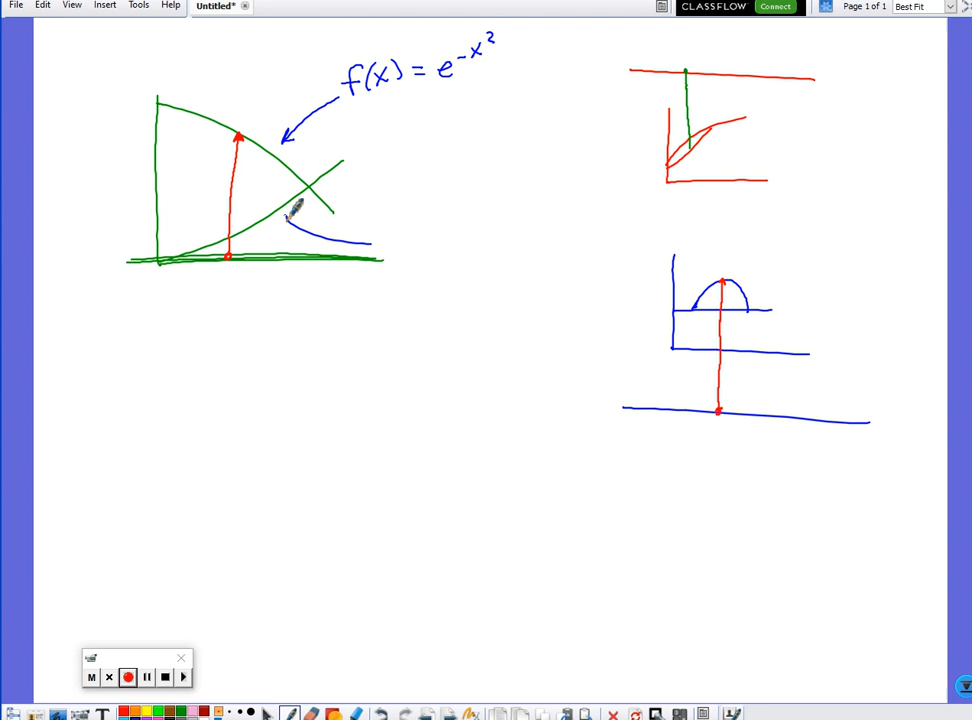 File Edit View Insert Tools Help
Untitled*
CLASSFLOW Connect
Page 1 of 1
Best Fit
f(x) = e^{-x^2}
M